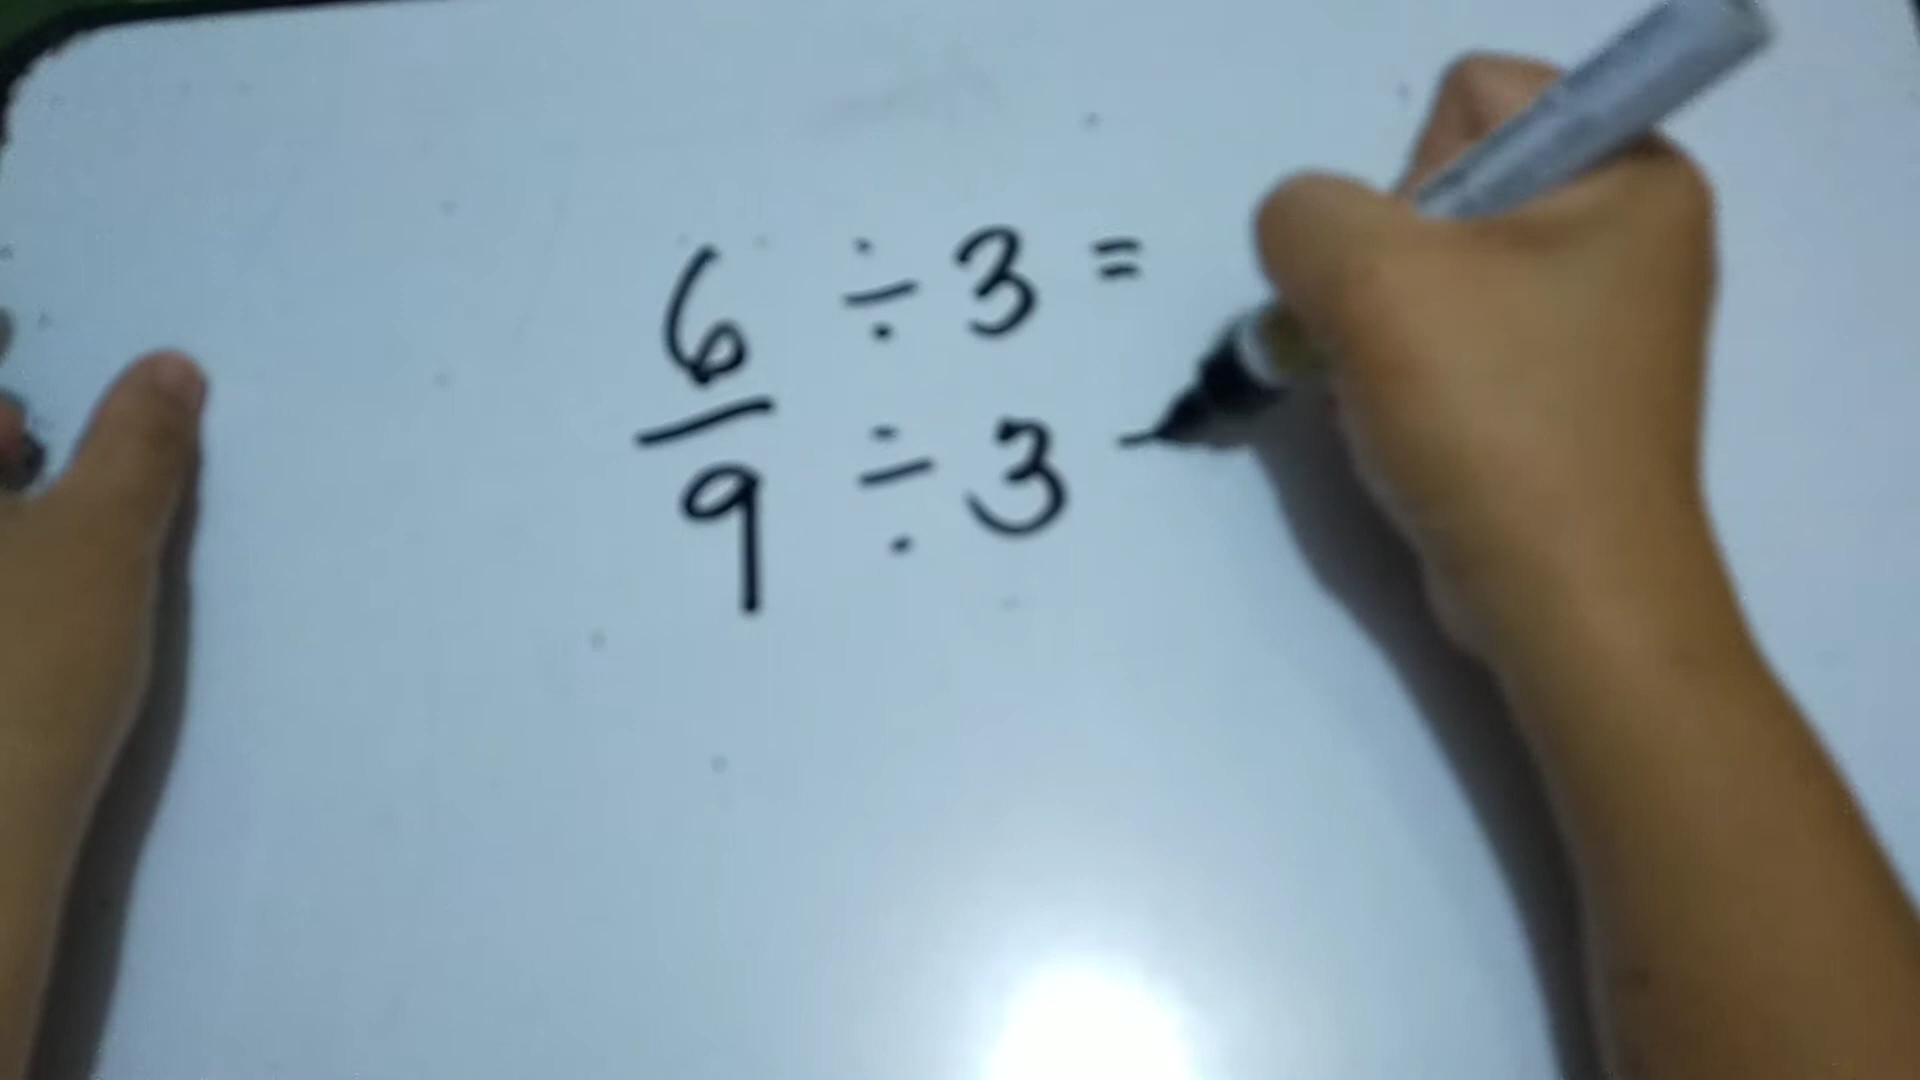 6 ÷ 3 =
9 ÷ 3 -